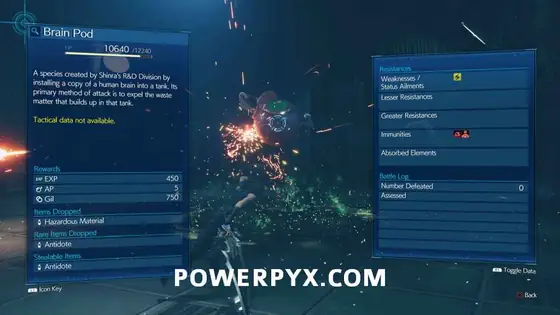 Brain Pod
HP 10640/12240
A species created by Shinra's R&D Division by
installing a copy of human brain into a tank. Its
primary method of attack is to expel the waste
matter that builds up in that tank.
Tactical data not available.
Rewards
EXP 450
AP 5
Gil 750
Items Dropped
Hazardous Material
Rare Items Dropped
Antidote
Stealable Items
Antidote
Icon Key
Resistances
Weaknesses /
Status Ailments
Lesser Resistances
Greater Resistances
Immunities
Absorbed Elements
Battle Log
Number Defeated 0
Assessed
Toggle Data
Back
POWERPYX.COM